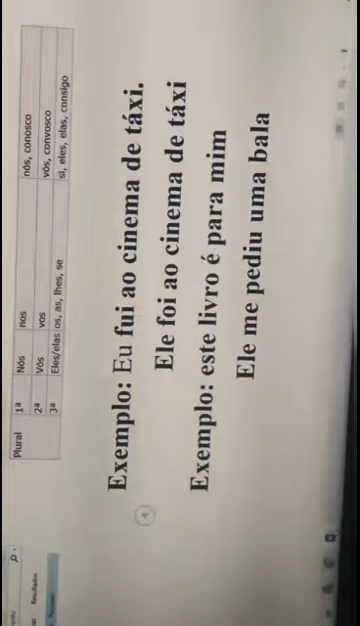 Plural 1ª Nós nos nós, conosco
2ª Vós vos vós, convosco
3ª Eles/elas os, as, lhes, se si, eles, elas, consigo
Exemplo: Eu fui ao cinema de táxi.
Ele foi ao cinema de táxi
Exemplo: este livro é para mim
Ele me pediu uma bala
Resultados